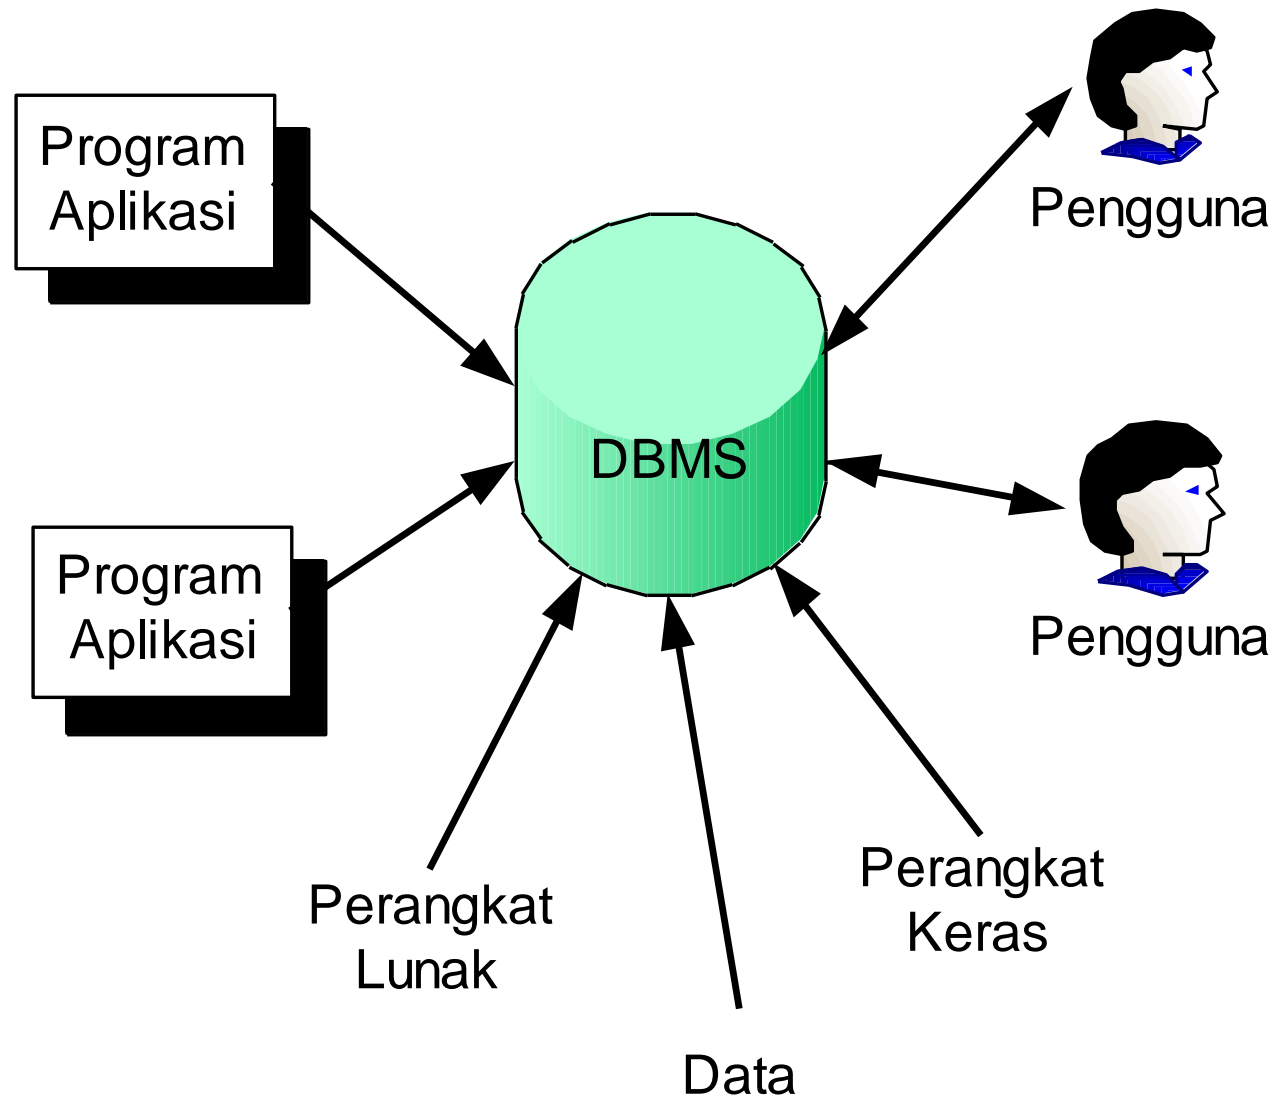 Program
Aplikasi
Pengguna
DBMS
Program
Aplikasi
Pengguna
Perangkat
Lunak
Perangkat
Keras
Data